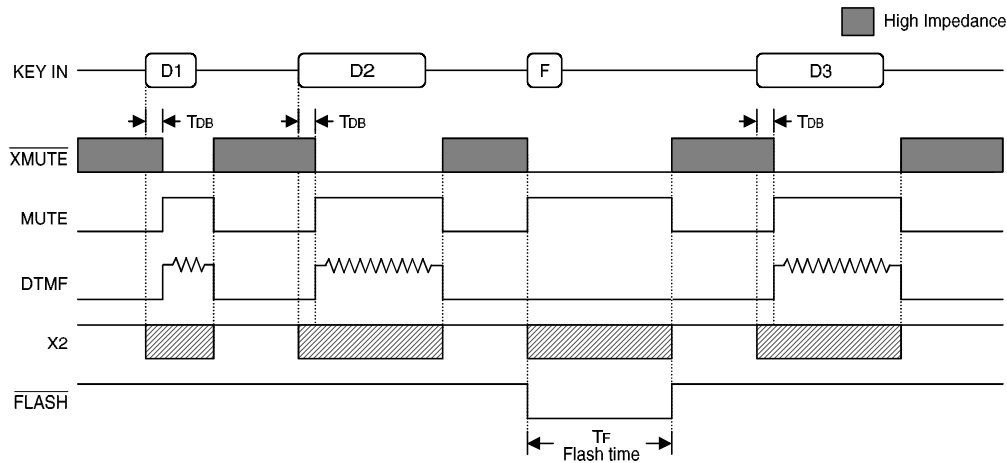 High Impedance
KEY IN D1 D2 F D3
TDB TDB TDB
XMUTE
MUTE
DTMF
X2
FLASH
TF
Flash time